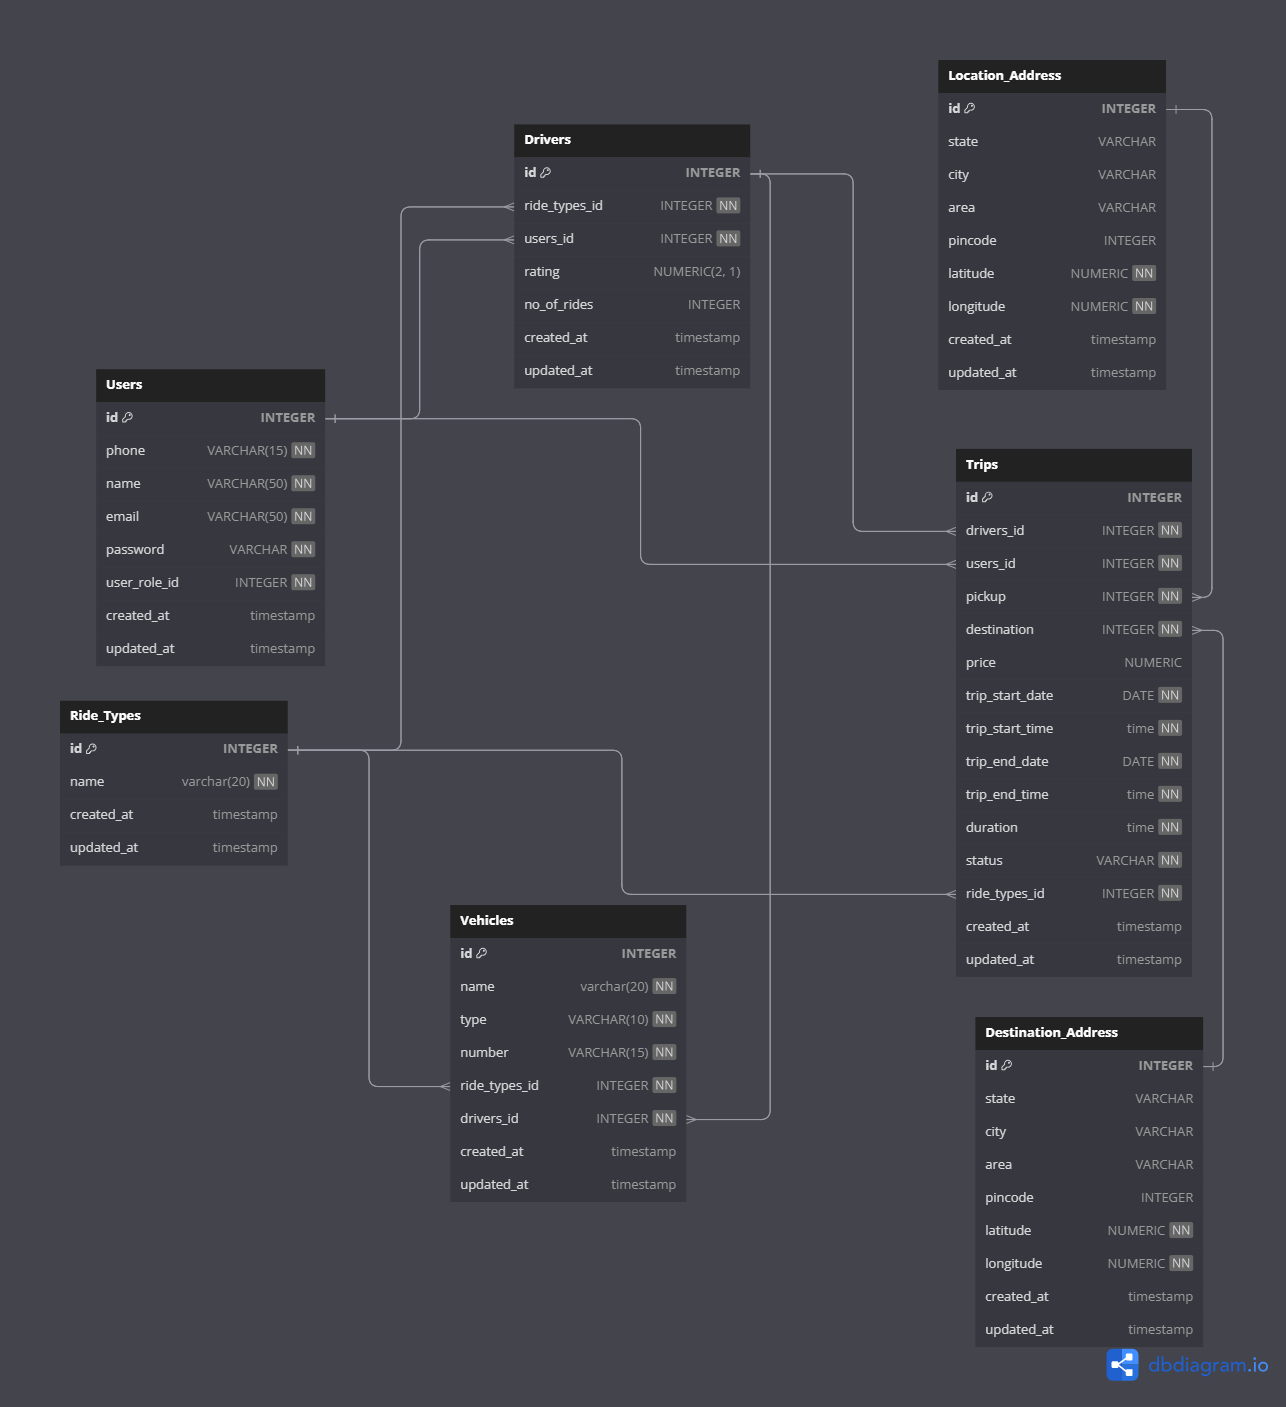 Location_Address
id INTEGER
state VARCHAR
city VARCHAR
area VARCHAR
pincode INTEGER
latitude NUMERIC NN
longitude NUMERIC NN
created_at timestamp
updated_at timestamp
Drivers
id INTEGER
ride_types_id INTEGER NN
users_id INTEGER NN
rating NUMERIC(2, 1)
no_of_rides INTEGER
created_at timestamp
updated_at timestamp
Users
id INTEGER
phone VARCHAR(15) NN
name VARCHAR(50) NN
email VARCHAR(50) NN
password VARCHAR NN
user_role_id INTEGER NN
created_at timestamp
updated_at timestamp
Trips
id INTEGER
drivers_id INTEGER NN
users_id INTEGER NN
pickup INTEGER NN
destination INTEGER NN
price NUMERIC
trip_start_date DATE NN
trip_start_time time NN
trip_end_date DATE NN
trip_end_time time NN
duration time NN
status VARCHAR NN
ride_types_id INTEGER NN
created_at timestamp
updated_at timestamp
Ride_Types
id INTEGER
name varchar(20) NN
created_at timestamp
updated_at timestamp
Vehicles
id INTEGER
name varchar(20) NN
type VARCHAR(10) NN
number VARCHAR(15) NN
ride_types_id INTEGER NN
drivers_id INTEGER NN
created_at timestamp
updated_at timestamp
Destination_Address
id INTEGER
state VARCHAR
city VARCHAR
area VARCHAR
pincode INTEGER
latitude NUMERIC NN
longitude NUMERIC NN
created_at timestamp
updated_at timestamp
dbdiagram.io